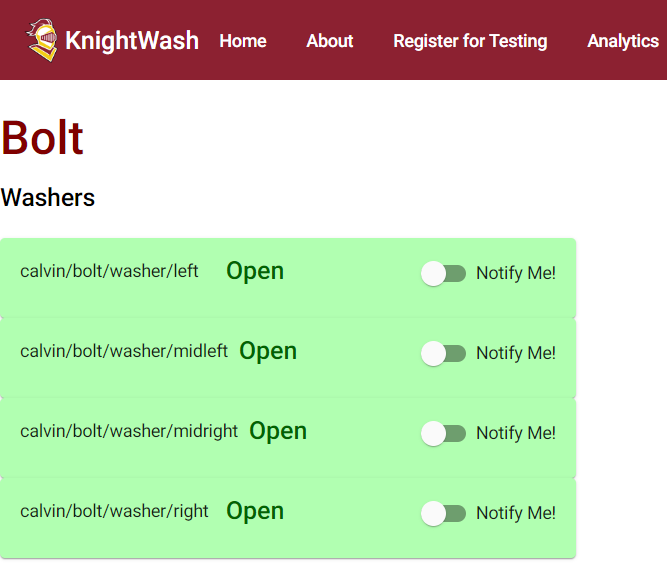 KnightWash Home About Register for Testing Analytics
Bolt
Washers
calvin/bolt/washer/left Open Notify Me!
calvin/bolt/washer/midleft Open Notify Me!
calvin/bolt/washer/midright Open Notify Me!
calvin/bolt/washer/right Open Notify Me!